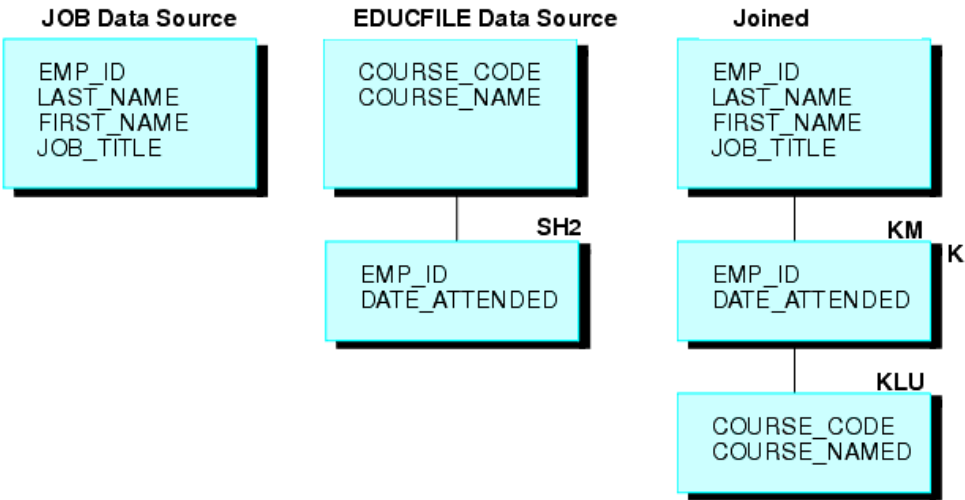 JOB Data Source
EMP_ID
LAST_NAME
FIRST_NAME
JOB_TITLE
EDUCFILE Data Source
COURSE_CODE
COURSE_NAME
SH2
EMP_ID
DATE_ATTENDED
Joined
EMP_ID
LAST_NAME
FIRST_NAME
JOB_TITLE
KM
K
EMP_ID
DATE_ATTENDED
KLU
COURSE_CODE
COURSE_NAMED